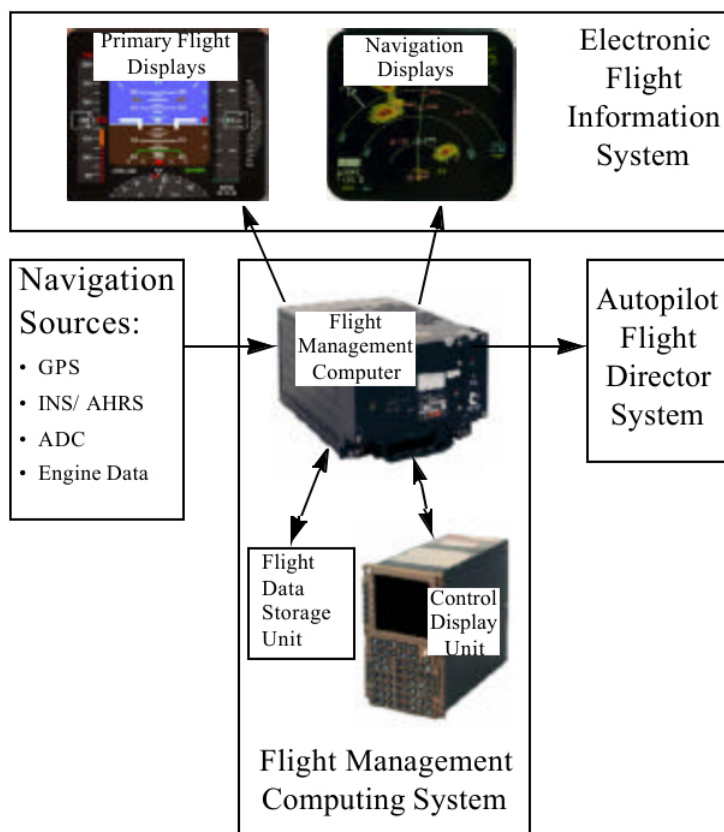 Primary Flight
Displays
Navigation
Displays
Electronic
Flight
Information
System
Navigation
Sources:
• GPS
• INS/ AHRS
• ADC
• Engine Data
Flight
Management
Computer
Autopilot
Flight
Director
System
Flight
Data
Storage
Unit
Control
Display
Unit
Flight Management
Computing System